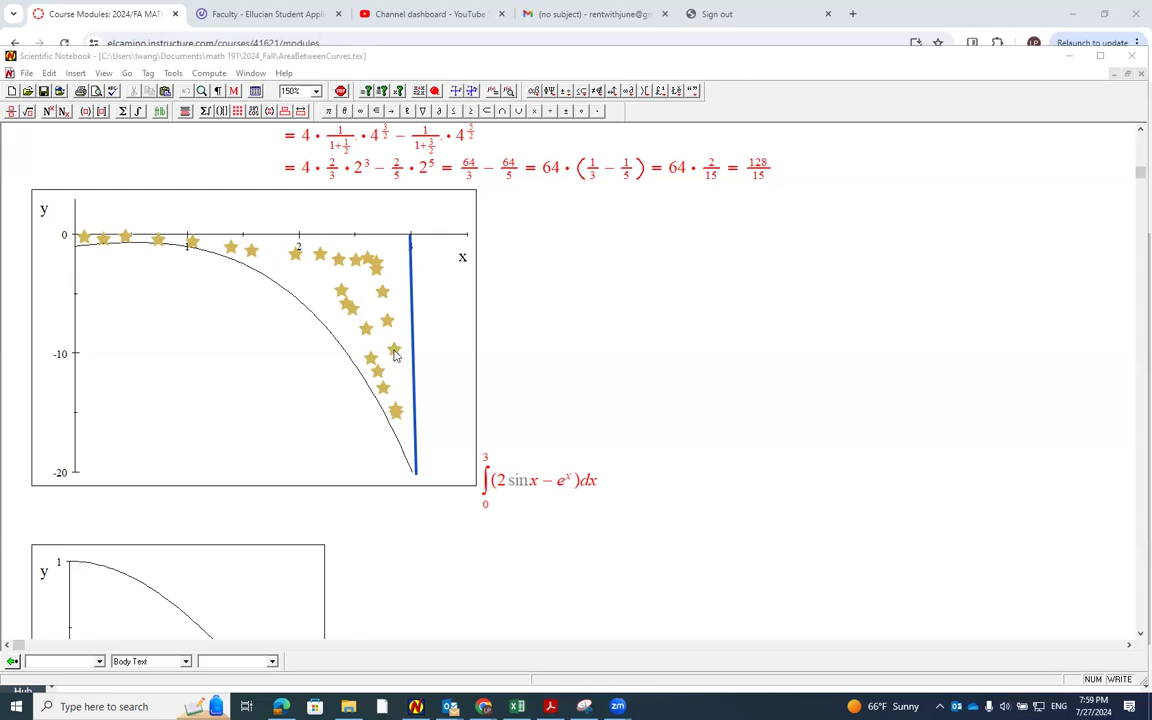 Course Modules: 2024/FA MAT
Faculty - Ellucian Student Appli
Channel dashboard - YouTube
(no subject) - rentwithjune@gm
Sign out
elcamino.instructure.com/courses/41621/modules
Relaunch to update
Scientific Notebook - [C:\Users\lwang\Documents\math 191\2024_Fall\AreaBetweenCurves.tex]
File Edit Insert View Go Tag Tools Compute Window Help
150%
= 4 • 1/(1+1/2) • 4^(3/2) − 1/(1+3/2) • 4^(5/2)
= 4 • 2/3 • 2^3 − 2/5 • 2^5 = 64/3 − 64/5 = 64 • (1/3 − 1/5) = 64 • 2/15 = 128/15
y
0
1
2
x
-10
-20
∫_0^3 (2 sin x − e^x) dx
1
y
Body Text
NUM WRITE
Hub
Type here to search
66°F Sunny
ENG
7:59 PM
7/27/2024